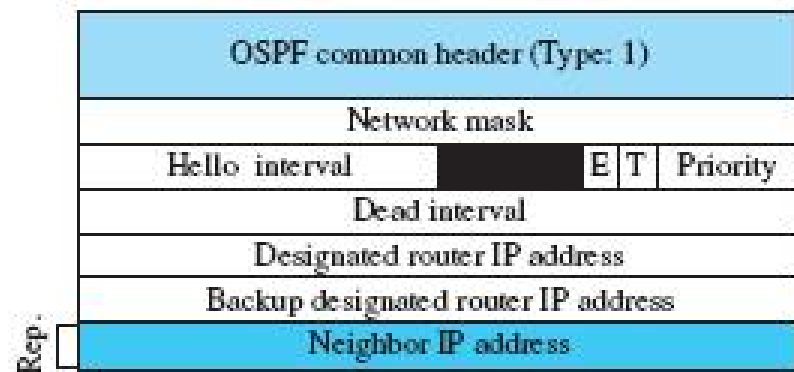 OSPF common header (Type: 1)
Network mask
Hello interval E T Priority
Dead interval
Designated router IP address
Backup designated router IP address
Rep.
Neighbor IP address